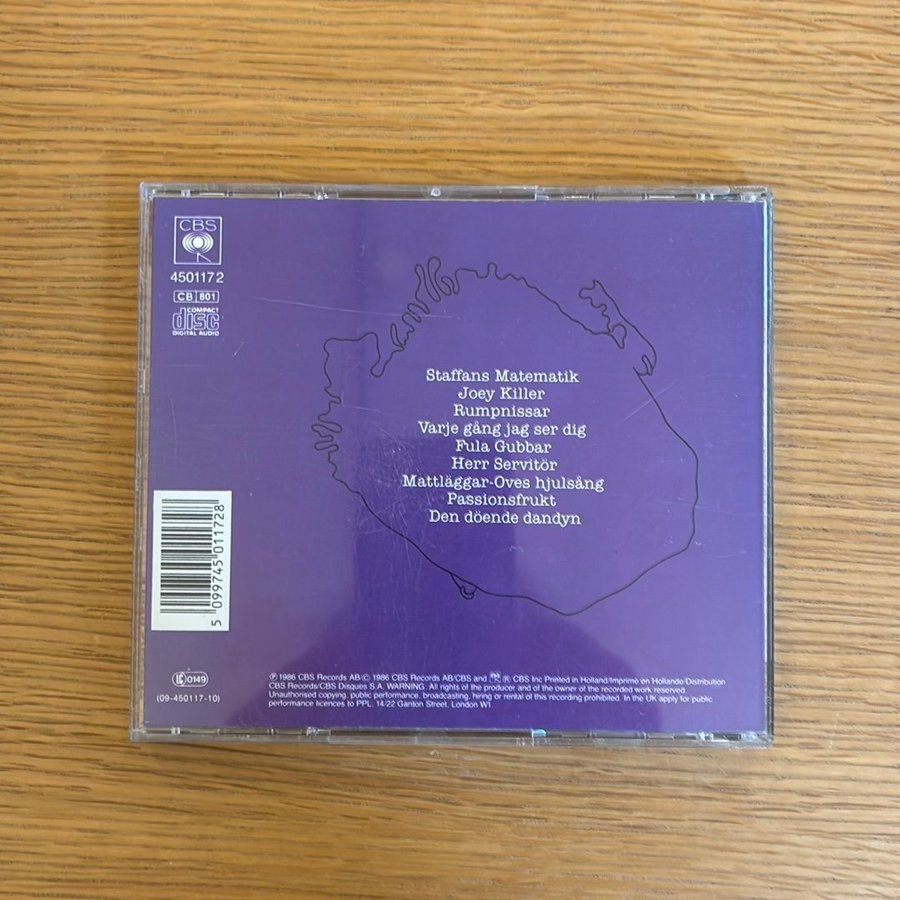 CBS
450117 2
CB 801
COMPACT
disc
DIGITAL AUDIO
Staffans Matematik
Joey Killer
Rumpnissar
Varje gång jag ser dig
Fula Gubbar
Herr Servitör
Mattläggar-Oves hjulsång
Passionsfrukt
Den döende dandyn
5 099745 011728
LC 0149
(09-450117-10)
℗ 1986 CBS Records AB/© 1986 CBS Records AB/CBS and ® CBS Inc Printed in Holland/Imprime en Hollande/Distribution
CBS Records/CBS Disques S.A. WARNING. All rights of the producer and of the owner of the recorded work reserved.
Unauthorised copying, public performance, broadcasting, hiring or rental of this recording prohibited. In the UK apply for public
performance licences to PPL, 14/22 Ganton Street, London W1